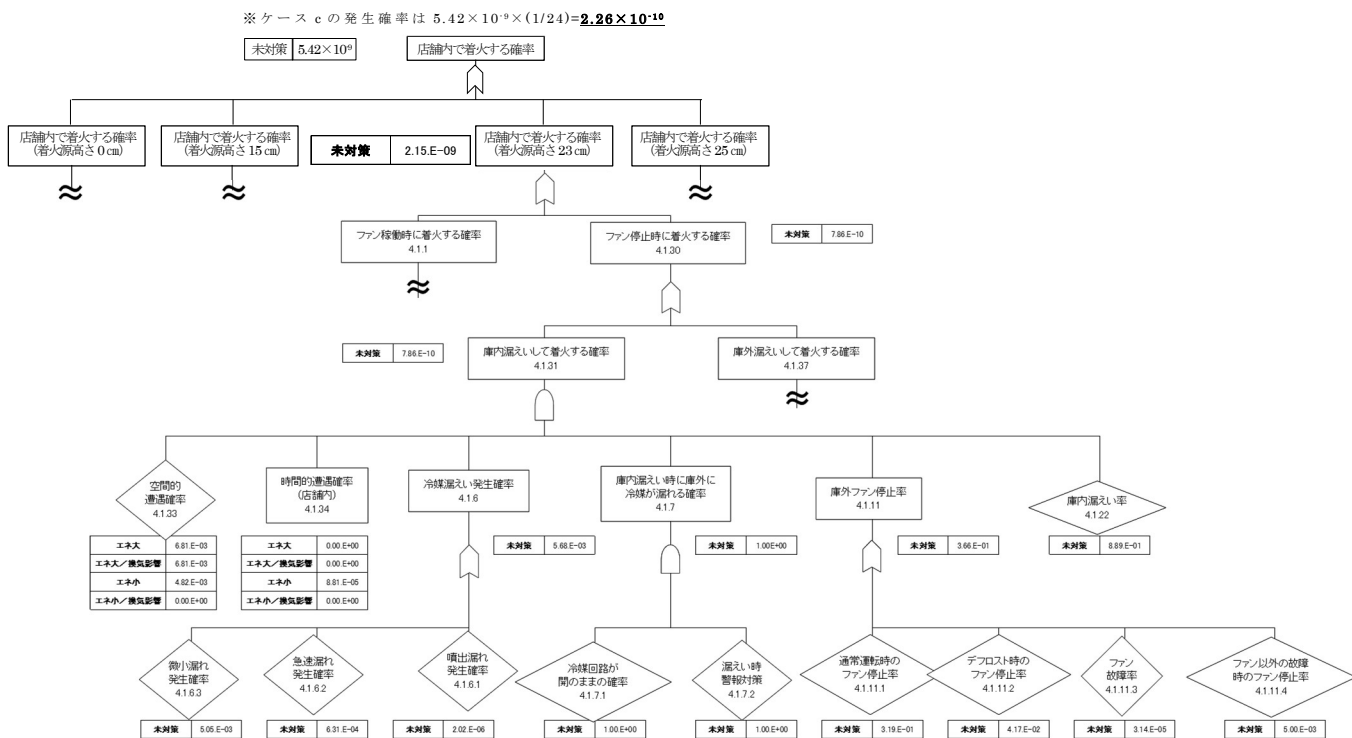 ※ケース c の発生確率は 5.42×10⁻⁹×(1/24)=2.26×10⁻¹⁰
未対策 5.42×10⁹
店舗内で着火する確率
店舗内で着火する確率
(着火源高さ0㎝)
店舗内で着火する確率
(着火源高さ15㎝)
未対策 2.15.E−09
店舗内で着火する確率
(着火源高さ23㎝)
店舗内で着火する確率
(着火源高さ25㎝)
ファン稼働時に着火する確率
4.1.1
ファン停止時に着火する確率
4.1.30
未対策 7.86.E−10
未対策 7.86.E−10
庫内漏えいして着火する確率
4.1.31
庫外漏えいして着火する確率
4.1.37
空間的
遭遇確率
4.1.33
時間的遭遇確率
(店舗内)
4.1.34
冷媒漏えい発生確率
4.1.6
庫内漏えい時に庫外に
冷媒が漏れる確率
4.1.7
庫外ファン停止率
4.1.11
庫内漏えい率
4.1.22
エネ大 6.81.E−03
エネ大/換気影響 6.81.E−03
エネ小 4.82.E−03
エネ小/換気影響 0.00.E+00
エネ大 0.00.E+00
エネ大/換気影響 0.00.E+00
エネ小 8.81.E−05
エネ小/換気影響 0.00.E+00
未対策 5.68.E−03
未対策 1.00E+00
未対策 3.66.E−01
未対策 8.89.E−01
微小漏れ
発生確率
4.1.6.3
急速漏れ
発生確率
4.1.6.2
噴出漏れ
発生確率
4.1.6.1
冷媒回路が
開のままの確率
4.1.7.1
漏えい時
警報対策
4.1.7.2
通常運転時の
ファン停止率
4.1.11.1
デフロスト時の
ファン停止率
4.1.11.2
ファン
故障率
4.1.11.3
ファン以外の故障
時のファン停止率
4.1.11.4
未対策 5.05.E−03
未対策 6.31.E−04
未対策 2.02.E−06
未対策 1.00E+00
未対策 1.00E+00
未対策 3.19.E−01
未対策 4.17.E−02
未対策 3.14.E−05
未対策 5.00.E−03